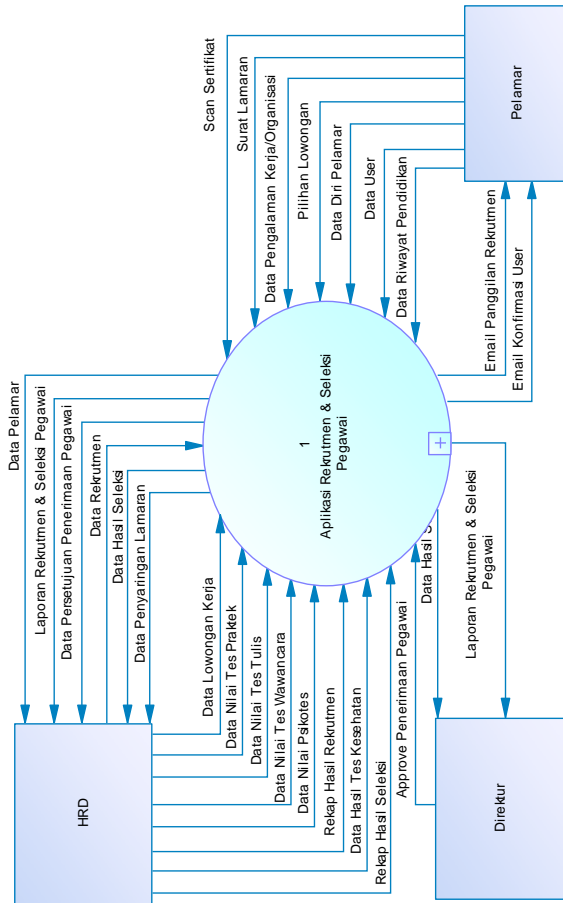 Scan Sertifikat
Surat Lamaran
Data Pengalaman Kerja/Organisasi
Pilihan Lowongan
Data Diri Pelamar
Data User
Data Riwayat Pendidikan
Pelamar
Email Panggilan Rekrutmen
Email Konfirmasi User
1
Aplikasi Rekrutmen & Seleksi
Pegawai
Data Pelamar
Laporan Rekrutmen & Seleksi Pegawai
Data Persetujuan Penerimaan Pegawai
Data Rekrutmen
Data Hasil Seleksi
Data Penyaringan Lamaran
HRD
Data Lowongan Kerja
Data Nilai Tes Praktek
Data Nilai Tes Tulis
Data Nilai Tes Wawancara
Data Nilai Psikotes
Rekap Hasil Rekrutmen
Data Hasil Tes Kesehatan
Rekap Hasil Seleksi
Approve Penerimaan Pegawai
Data Hasil
Laporan Rekrutmen & Seleksi
Pegawai
Direktur